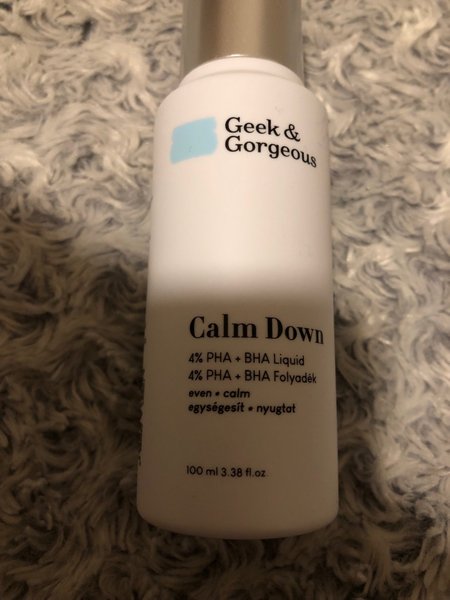 Geek &
Gorgeous
Calm Down
4% PHA + BHA Liquid
4% PHA + BHA Folyadék
even • calm
egységesít • nyugtat
100 ml 3.38 fl.oz